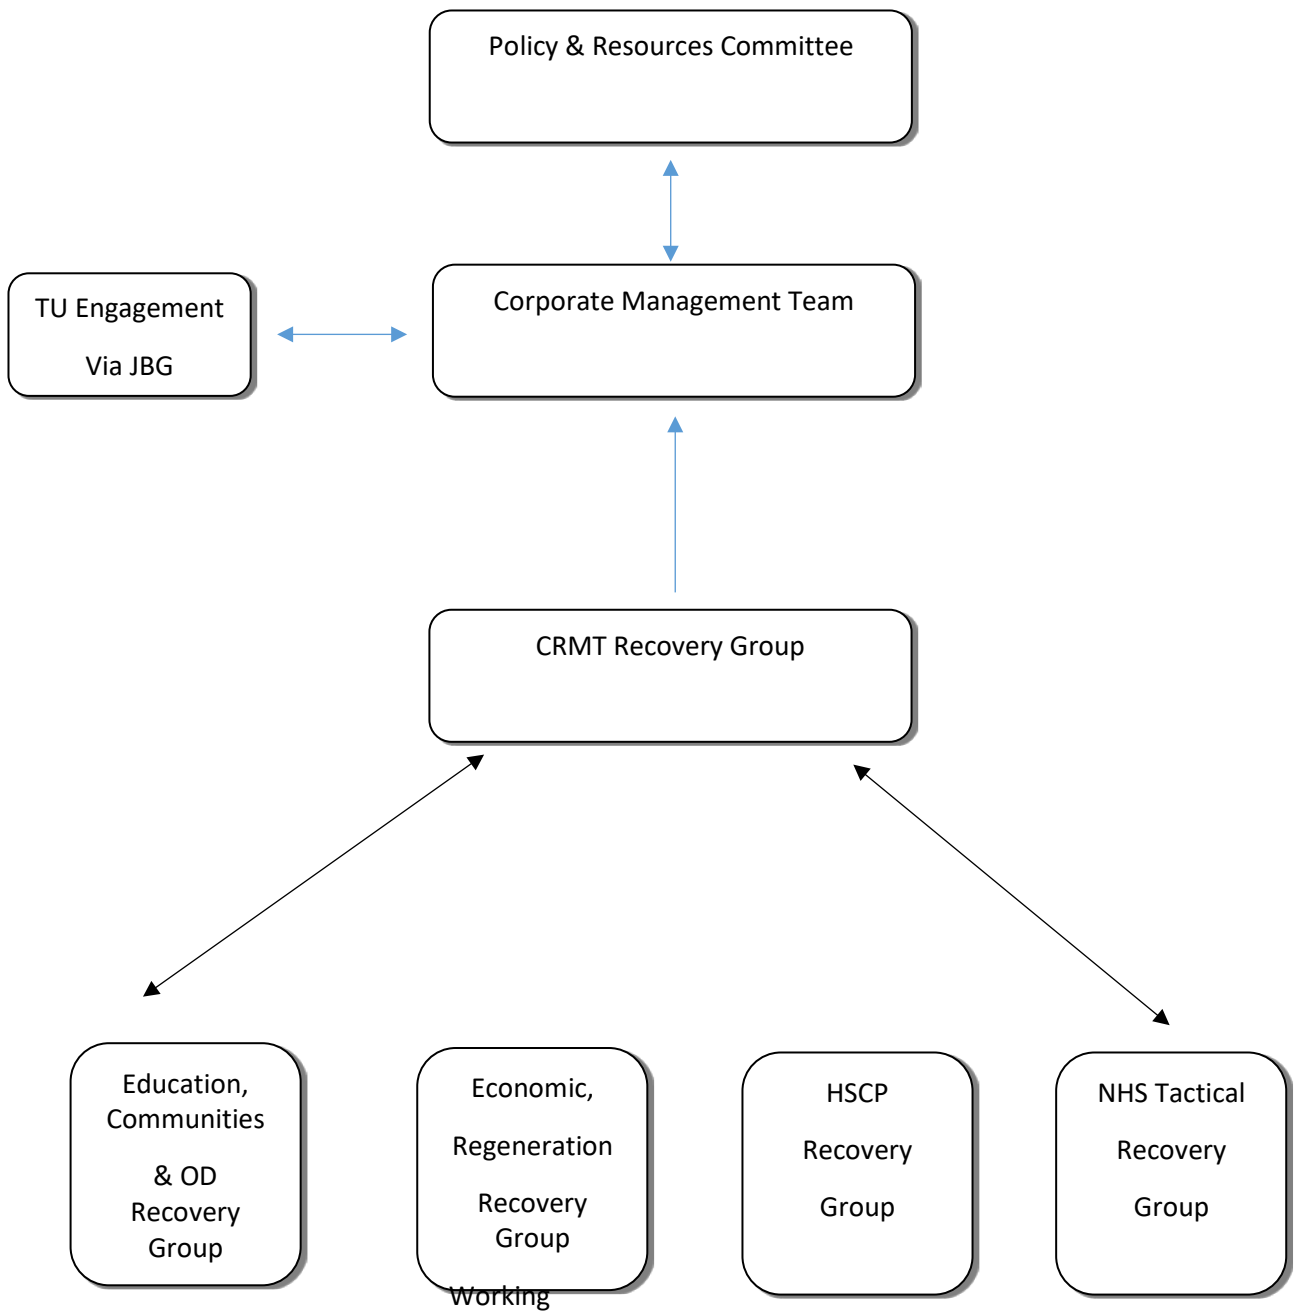 Policy & Resources Committee
TU Engagement
Via JBG
Corporate Management Team
CRMT Recovery Group
Education,
Communities
& OD
Recovery
Group
Economic,
Regeneration
Recovery
Group
Working
HSCP
Recovery
Group
NHS Tactical
Recovery
Group